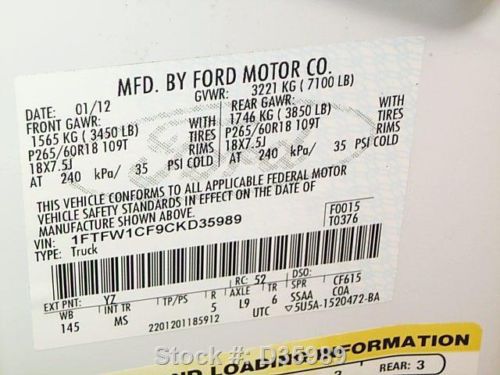 MFD. BY FORD MOTOR CO.
DATE: 01/12 GVWR: 3221 KG ( 7100 LB)
FRONT GAWR: REAR GAWR:
1565 KG ( 3450 LB) WITH 1746 KG ( 3850 LB) WITH
P265/60R18 109T TIRES P265/60R18 109T TIRES
18X7.5J RIMS 18X7.5J RIMS
AT 240 kPa/ 35 PSI COLD AT 240 kPa/ 35 PSI COLD
THIS VEHICLE CONFORMS TO ALL APPLICABLE FEDERAL MOTOR
VEHICLE SAFETY STANDARDS IN EFFECT ON THE DATE OF
MANUFACTURE SHOWN ABOVE.
VIN: 1FTFW1CF9CKD35989 F0015
TYPE: Truck T0376
Ford
EXT PNT: YZ RC: 52 DSO:
WB INT TR TP/PS R AXLE TR SPR CF615
145 MS 5 L9 6 SSAA COA
2201201185912 UTC 5U5A-1520472-BA
LOADING INFORMATION
REAR: 3
Stock #: D35989